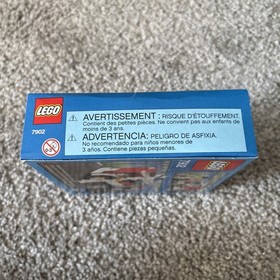 LEGO
7902
AVERTISSEMENT : RISQUE D'ÉTOUFFEMENT.
Contient des petites pièces. Ne convient pas aux enfants de
moins de 3 ans.
ADVERTENCIA: PELIGRO DE ASFIXIA.
No recomendado para niños menores de
3 años. Contiene piezas pequeñas.